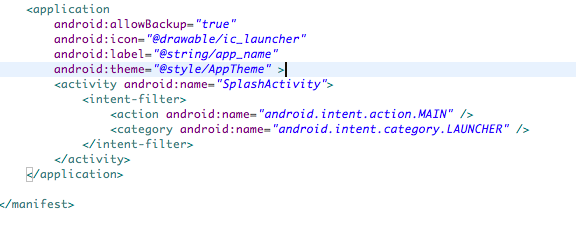 <application
android:allowBackup="true"
android:icon="@drawable/ic_launcher"
android:label="@string/app_name"
android:theme="@style/AppTheme" >
<activity android:name="SplashActivity">
<intent-filter>
<action android:name="android.intent.action.MAIN" />
<category android:name="android.intent.category.LAUNCHER" />
</intent-filter>
</activity>
</application>
</manifest>